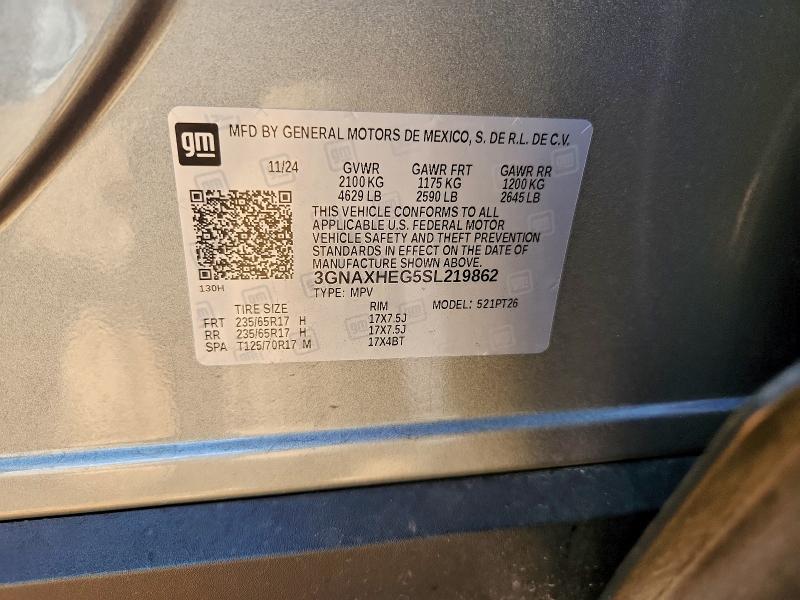 gm
MFD BY GENERAL MOTORS DE MEXICO, S. DE R.L. DE C.V.
11/24 GVWR GAWR FRT GAWR RR
2100 KG 1175 KG 1200 KG
4629 LB 2590 LB 2645 LB
THIS VEHICLE CONFORMS TO ALL
APPLICABLE U.S. FEDERAL MOTOR
VEHICLE SAFETY AND THEFT PREVENTION
STANDARDS IN EFFECT ON THE DATE OF
MANUFACTURE SHOWN ABOVE.
3GNAXHEG5SL219862
130H
TYPE: MPV MODEL: 521PT26
TIRE SIZE RIM
FRT 235/65R17 H 17X7.5J
RR 235/65R17 H 17X7.5J
SPA T125/70R17 M 17X4BT